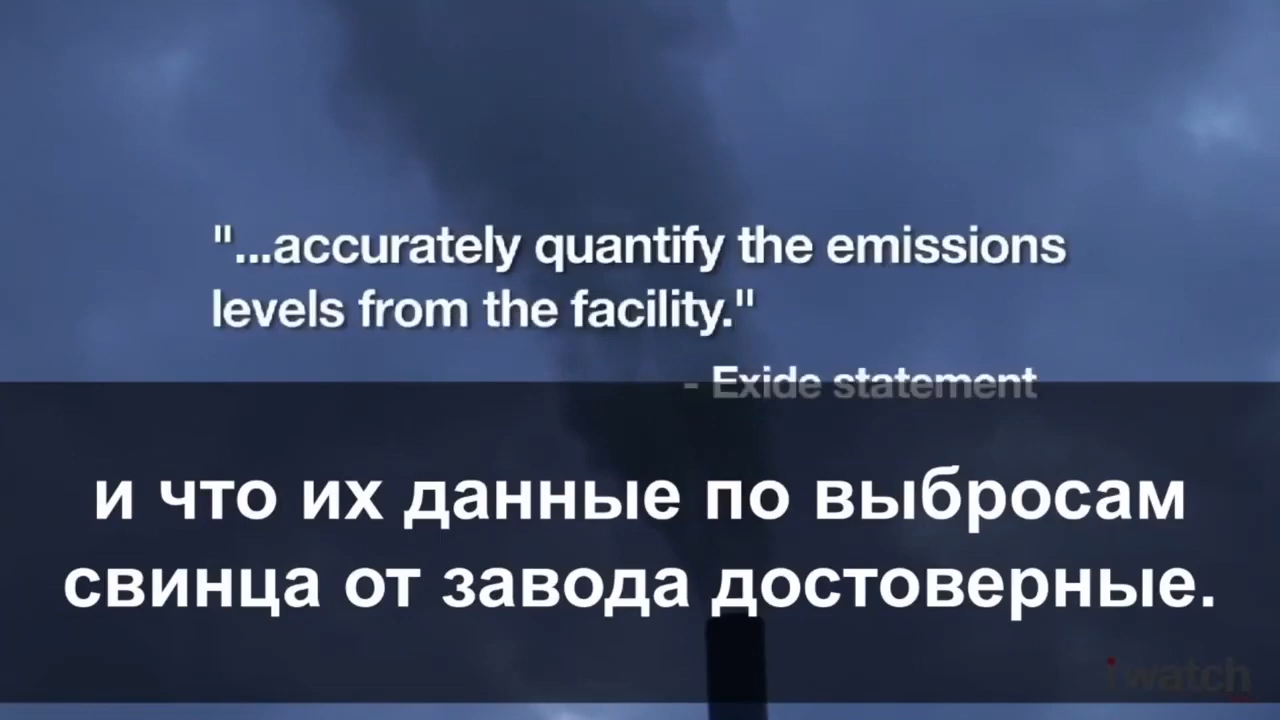 "...accurately quantify the emissions
levels from the facility."
- Exide statement
и что их данные по выбросам
свинца от завода достоверные.
iwatch